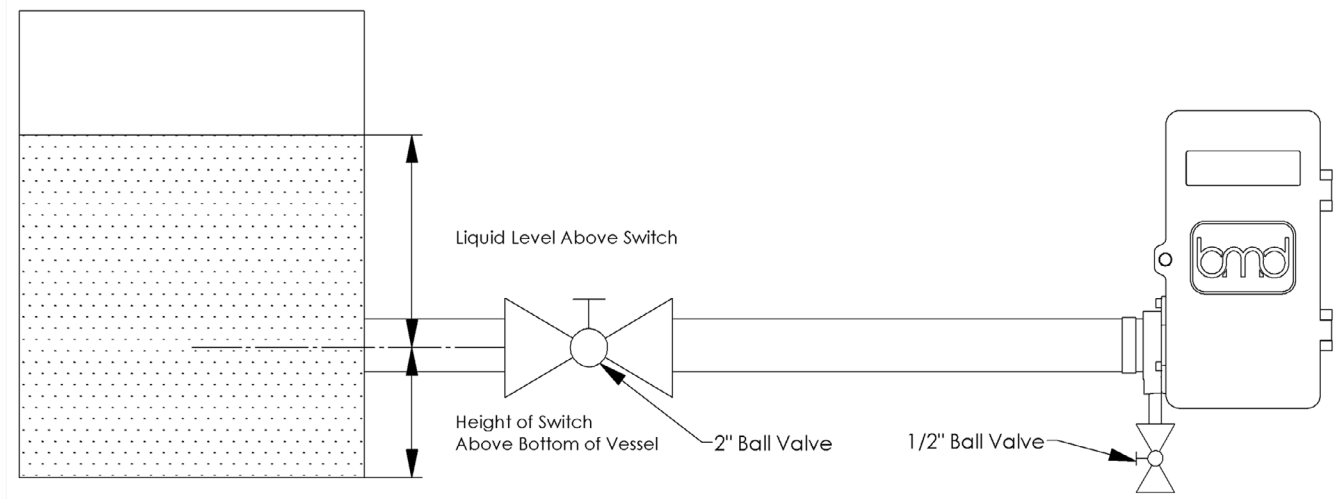 Liquid Level Above Switch
bmd
Height of Switch
Above Bottom of Vessel
2" Ball Valve
1/2" Ball Valve